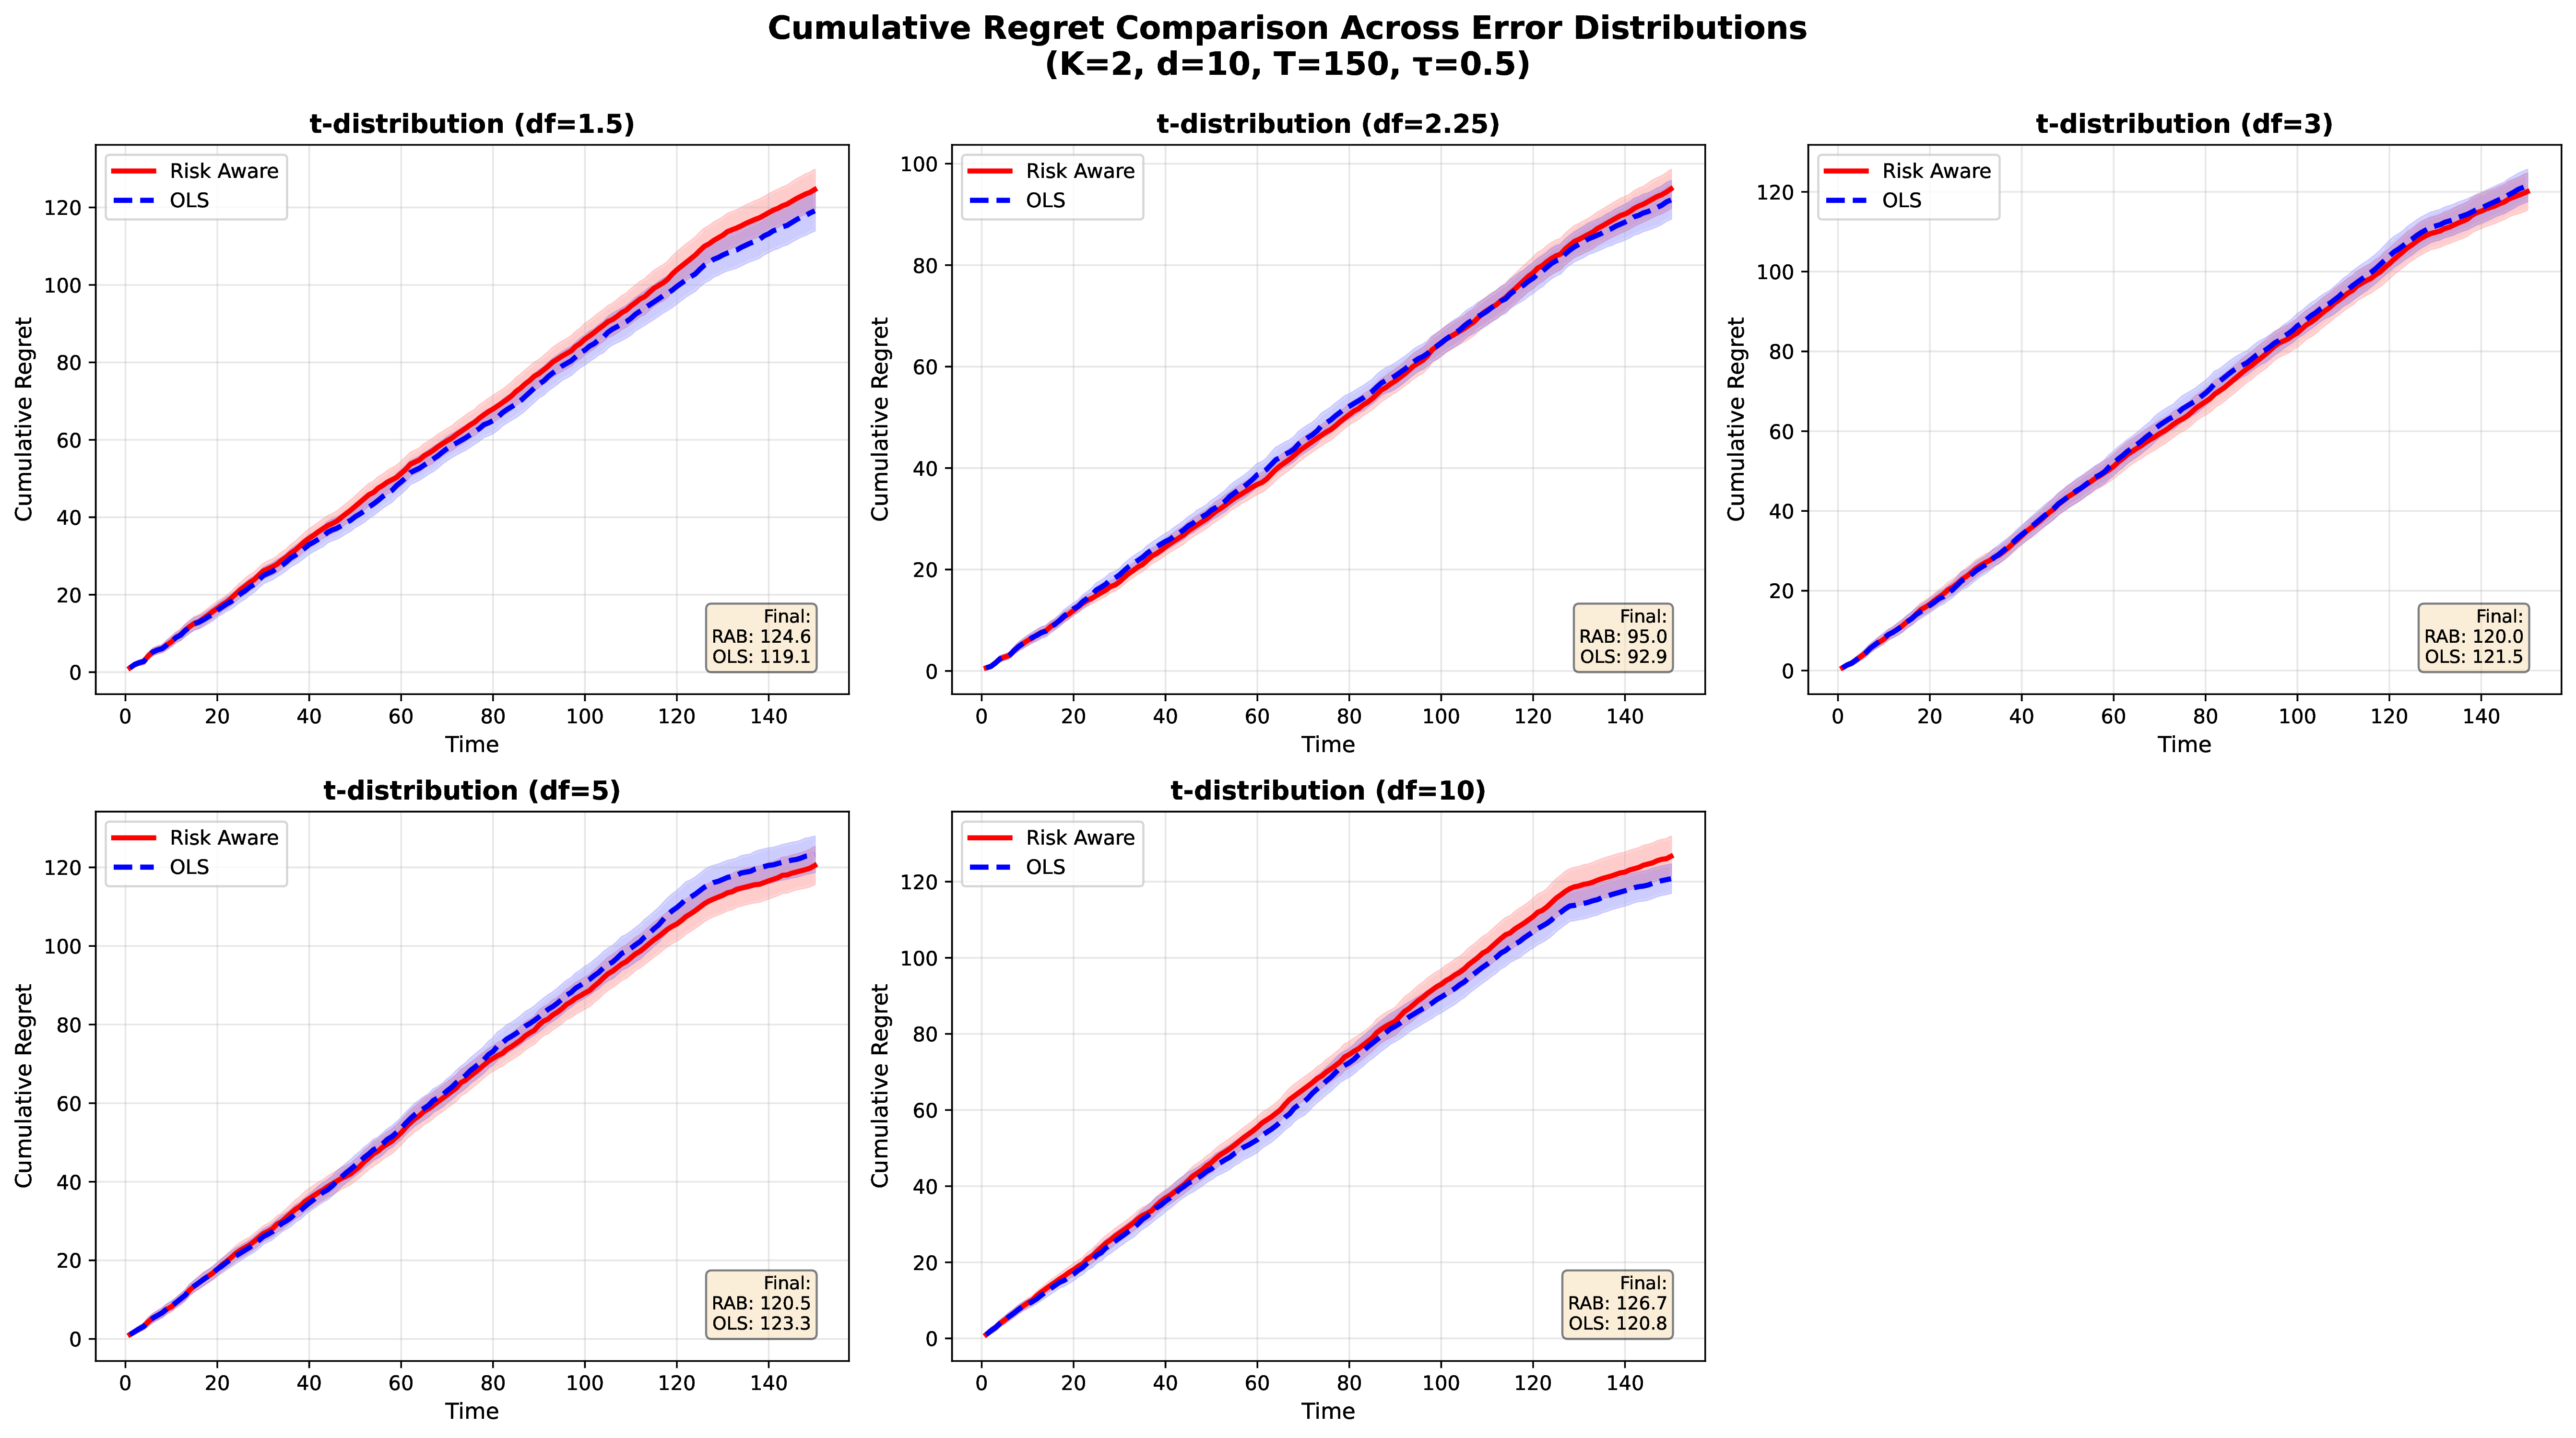 Cumulative Regret Comparison Across Error Distributions
(K=2, d=10, T=150, τ=0.5)
t-distribution (df=1.5)
Risk Aware
OLS
Cumulative Regret
120
100
80
60
40
20
0
Final:
RAB: 124.6
OLS: 119.1
0 20 40 60 80 100 120 140
Time
t-distribution (df=2.25)
Risk Aware
OLS
Cumulative Regret
100
80
60
40
20
0
Final:
RAB: 95.0
OLS: 92.9
0 20 40 60 80 100 120 140
Time
t-distribution (df=3)
Risk Aware
OLS
Cumulative Regret
120
100
80
60
40
20
0
Final:
RAB: 120.0
OLS: 121.5
0 20 40 60 80 100 120 140
Time
t-distribution (df=5)
Risk Aware
OLS
Cumulative Regret
120
100
80
60
40
20
0
Final:
RAB: 120.5
OLS: 123.3
0 20 40 60 80 100 120 140
Time
t-distribution (df=10)
Risk Aware
OLS
Cumulative Regret
120
100
80
60
40
20
0
Final:
RAB: 126.7
OLS: 120.8
0 20 40 60 80 100 120 140
Time